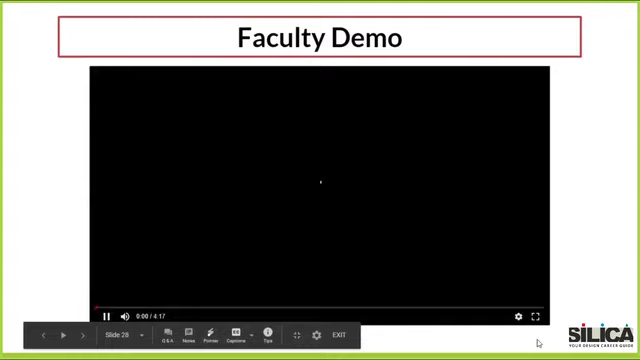 Faculty Demo
0:00 / 4:17
Slide 28
Q & A
Notes
Pointer
Captions
Tips
EXIT
SILICA
YOUR DESIGN CAREER GUIDE